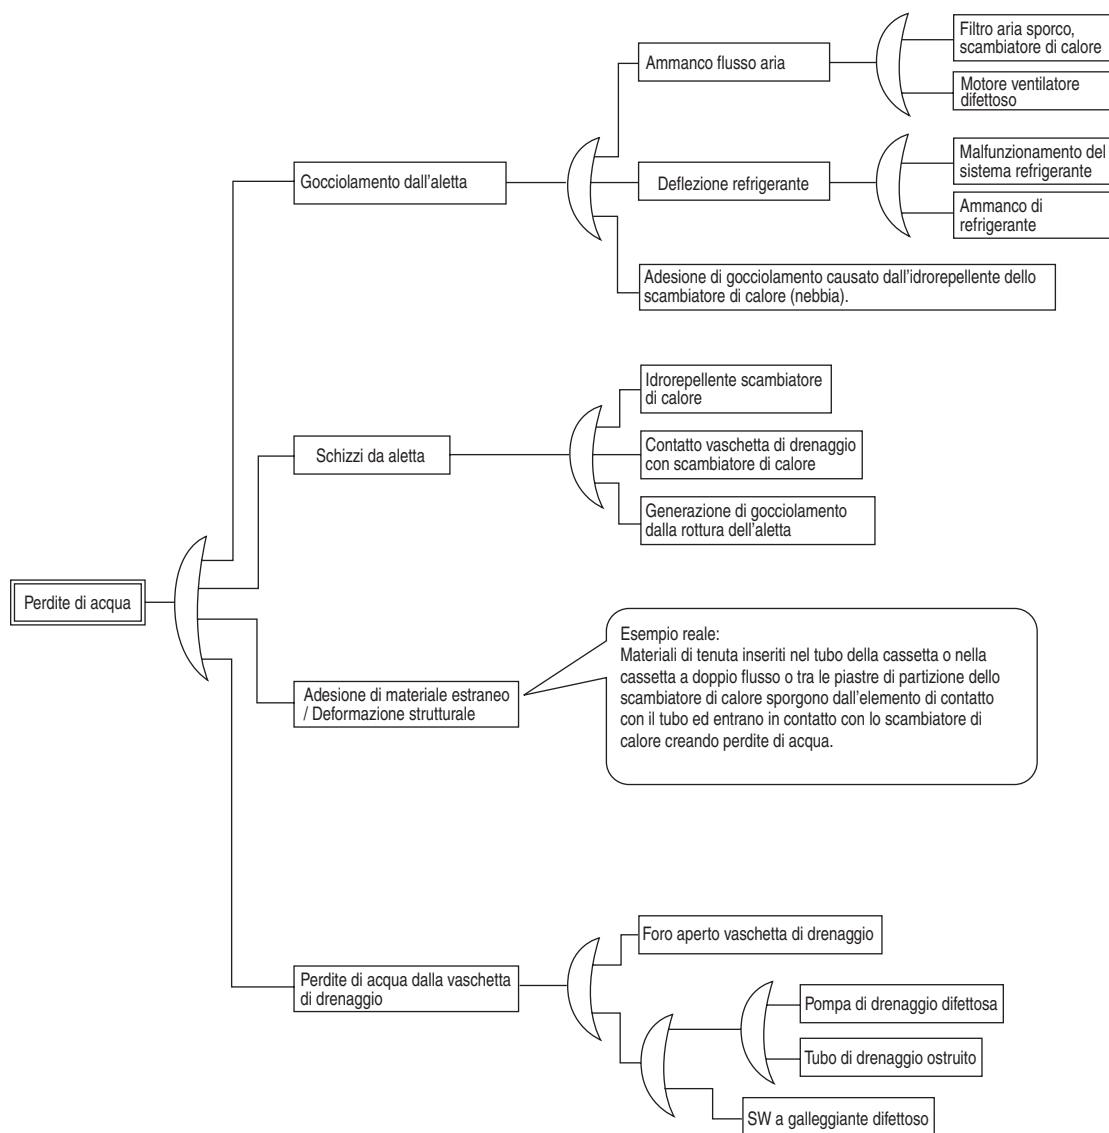 Filtro aria sporco,
scambiatore di calore
Ammanco flusso aria
Motore ventilatore
difettoso
Malfunzionamento del
sistema refrigerante
Gocciolamento dall'aletta
Deflezione refrigerante
Ammanco di
refrigerante
Adesione di gocciolamento causato dall'idrorepellente dello
scambiatore di calore (nebbia).
Idrorepellente scambiatore
di calore
Schizzi da aletta
Contatto vaschetta di drenaggio
con scambiatore di calore
Generazione di gocciolamento
dalla rottura dell'aletta
Perdite di acqua
Adesione di materiale estraneo
/ Deformazione strutturale
Esempio reale:
Materiali di tenuta inseriti nel tubo della cassetta o nella
cassetta a doppio flusso o tra le piastre di partizione dello
scambiatore di calore sporgono dall'elemento di contatto
con il tubo ed entrano in contatto con lo scambiatore di
calore creando perdite di acqua.
Foro aperto vaschetta di drenaggio
Perdite di acqua dalla vaschetta
di drenaggio
Pompa di drenaggio difettosa
Tubo di drenaggio ostruito
SW a galleggiante difettoso